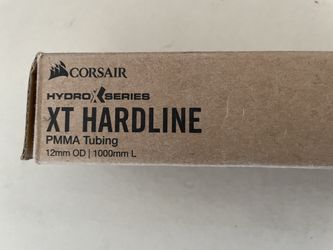 CORSAIR
HYDRO X SERIES
XT HARDLINE
PMMA Tubing
12mm OD | 1000mm L